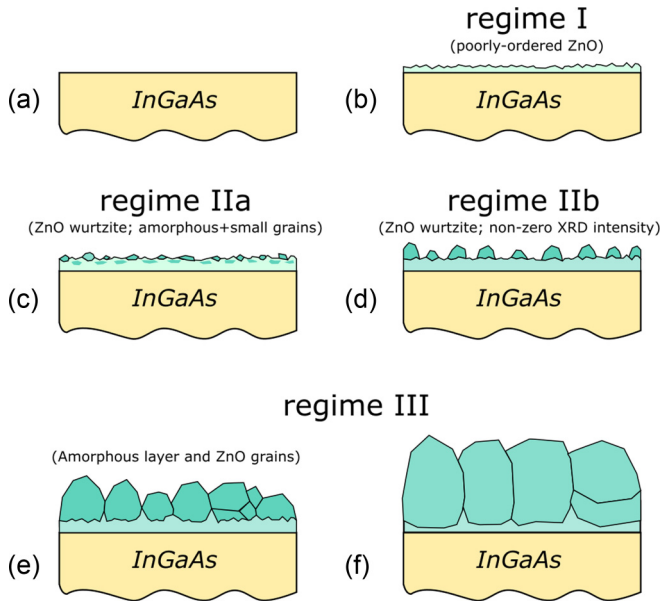 regime I
(poorly-ordered ZnO)
(a) InGaAs (b) InGaAs
regime IIa regime IIb
(ZnO wurtzite; amorphous+small grains) (ZnO wurtzite; non-zero XRD intensity)
(c) InGaAs (d) InGaAs
regime III
(Amorphous layer and ZnO grains)
(e) InGaAs (f) InGaAs